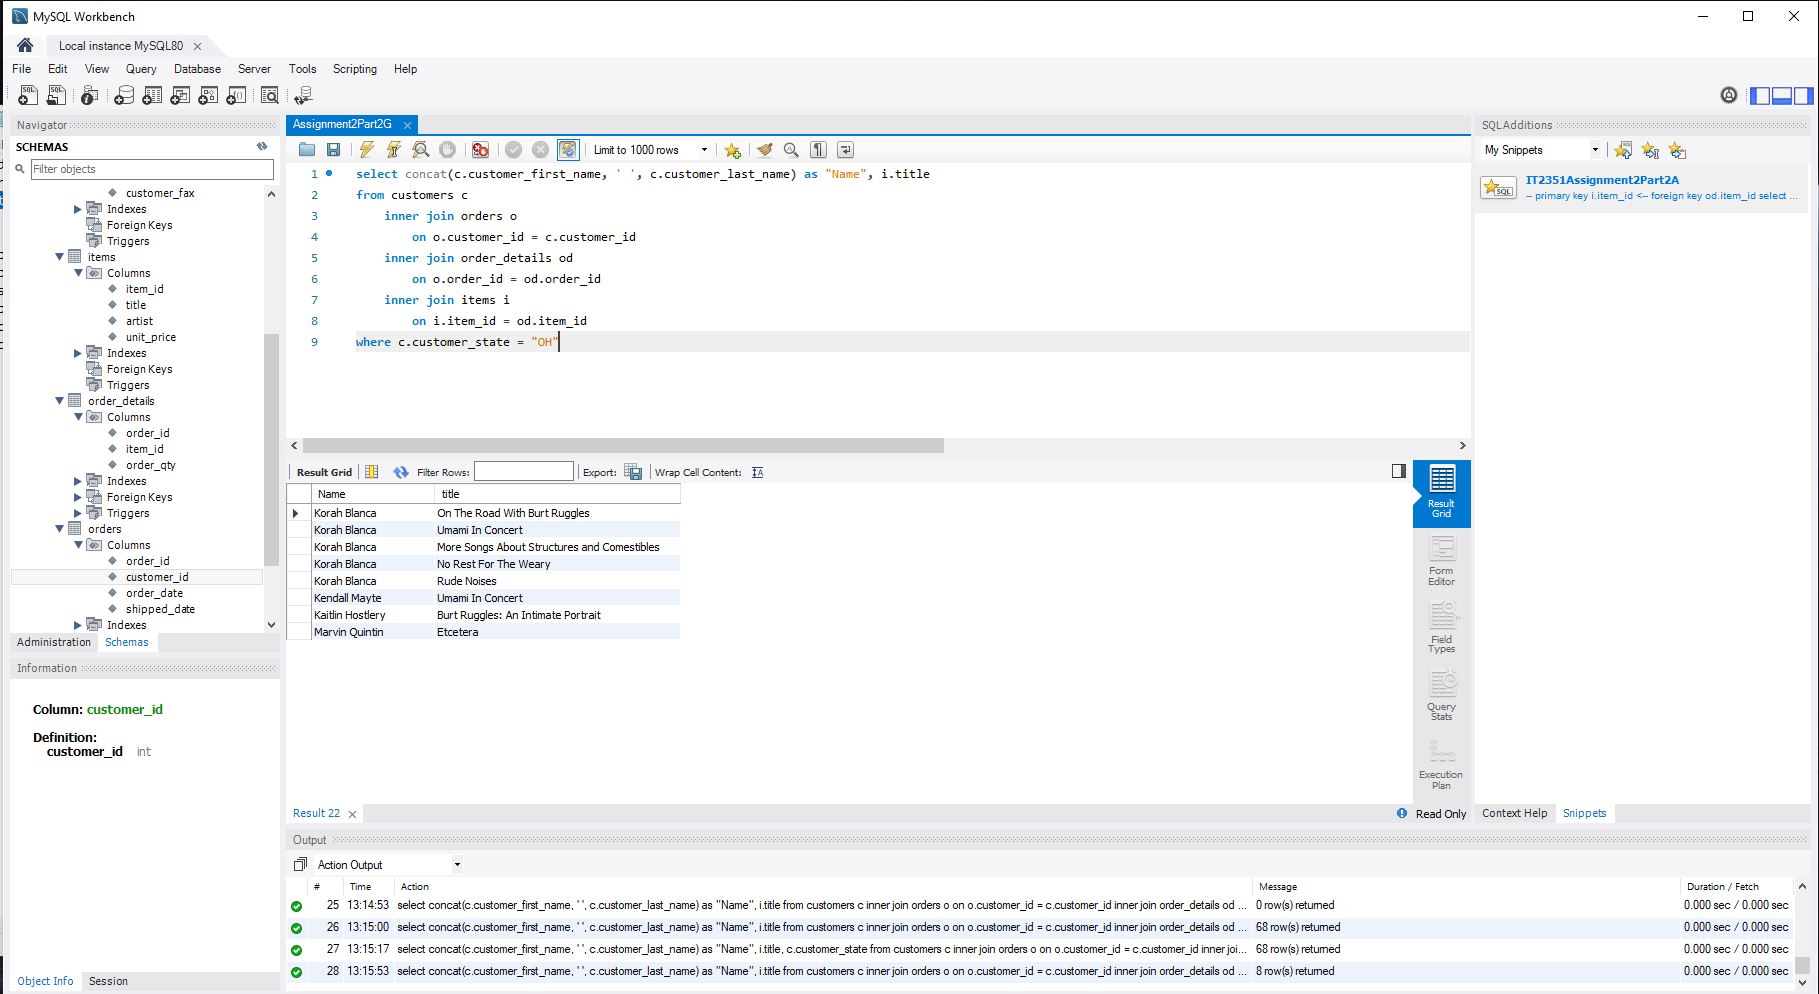 MySQL Workbench
Local instance MySQL80
File Edit View Query Database Server Tools Scripting Help
Navigator
SCHEMAS
Filter objects
customer_fax
Indexes
Foreign Keys
Triggers
items
Columns
item_id
title
artist
unit_price
Indexes
Foreign Keys
Triggers
order_details
Columns
order_id
item_id
order_qty
Indexes
Foreign Keys
Triggers
orders
Columns
order_id
customer_id
order_date
shipped_date
Indexes
Administration Schemas
Information
Column: customer_id
Definition:
customer_id int
Object Info Session
Assignment2Part2G
Limit to 1000 rows
1 select concat(c.customer_first_name, ' ', c.customer_last_name) as "Name", i.title
2 from customers c
3 inner join orders o
4 on o.customer_id = c.customer_id
5 inner join order_details od
6 on o.order_id = od.order_id
7 inner join items i
8 on i.item_id = od.item_id
9 where c.customer_state = "OH"
Result Grid Filter Rows: Export: Wrap Cell Content:
Name title
Korah Blanca On The Road With Burt Ruggles
Korah Blanca Umami In Concert
Korah Blanca More Songs About Structures and Comestibles
Korah Blanca No Rest For The Weary
Korah Blanca Rude Noises
Kendall Mayte Umami In Concert
Kaitlin Hostlery Burt Ruggles: An Intimate Portrait
Marvin Quintin Etcetera
Result
Grid
Form
Editor
Field
Types
Query
Stats
Execution
Plan
Result 22 Read Only
SQLAdditions
My Snippets
IT2351Assignment2Part2A
-- primary key i.item_id <-- foreign key od.item_id select ...
Context Help Snippets
Output
Action Output
# Time Action Message Duration / Fetch
25 13:14:53 select concat(c.customer_first_name, ' ', c.customer_last_name) as "Name", i.title from customers c inner join orders o on o.customer_id = c.customer_id inner join order_details od ... 0 row(s) returned 0.000 sec / 0.000 sec
26 13:15:00 select concat(c.customer_first_name, ' ', c.customer_last_name) as "Name", i.title from customers c inner join orders o on o.customer_id = c.customer_id inner join order_details od ... 68 row(s) returned 0.000 sec / 0.000 sec
27 13:15:17 select concat(c.customer_first_name, ' ', c.customer_last_name) as "Name", i.title, c.customer_state from customers c inner join orders o on o.customer_id = c.customer_id inner joi... 68 row(s) returned 0.000 sec / 0.000 sec
28 13:15:53 select concat(c.customer_first_name, ' ', c.customer_last_name) as "Name", i.title from customers c inner join orders o on o.customer_id = c.customer_id inner join order_details od ... 8 row(s) returned 0.000 sec / 0.000 sec